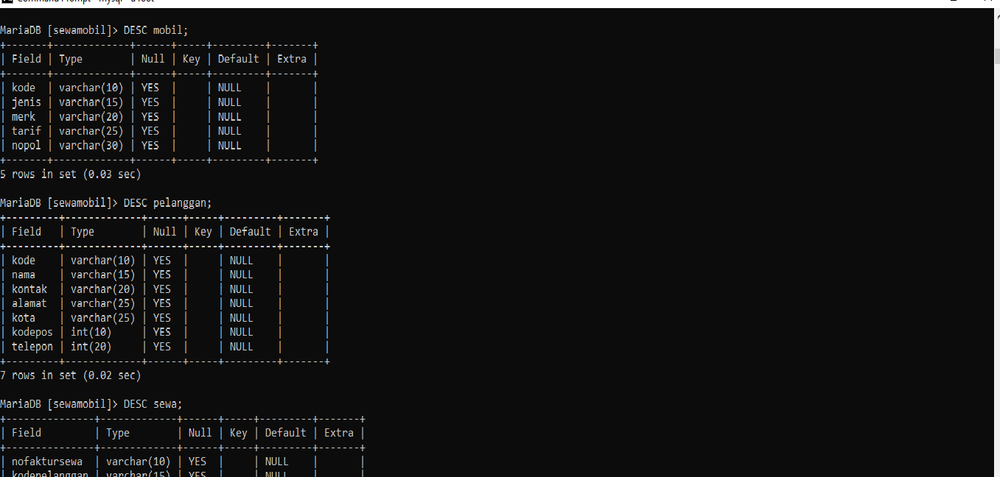 Command Prompt - mysql -u root
MariaDB [sewamobil]> DESC mobil;
+-------+-------------+------+-----+---------+-------+
| Field | Type        | Null | Key | Default | Extra |
+-------+-------------+------+-----+---------+-------+
| kode  | varchar(10) | YES  |     | NULL    |       |
| jenis | varchar(15) | YES  |     | NULL    |       |
| merk  | varchar(20) | YES  |     | NULL    |       |
| tarif | varchar(25) | YES  |     | NULL    |       |
| nopol | varchar(30) | YES  |     | NULL    |       |
+-------+-------------+------+-----+---------+-------+
5 rows in set (0.03 sec)
MariaDB [sewamobil]> DESC pelanggan;
+---------+-------------+------+-----+---------+-------+
| Field   | Type        | Null | Key | Default | Extra |
+---------+-------------+------+-----+---------+-------+
| kode    | varchar(10) | YES  |     | NULL    |       |
| nama    | varchar(15) | YES  |     | NULL    |       |
| kontak  | varchar(20) | YES  |     | NULL    |       |
| alamat  | varchar(25) | YES  |     | NULL    |       |
| kota    | varchar(25) | YES  |     | NULL    |       |
| kodepos | int(10)     | YES  |     | NULL    |       |
| telepon | int(20)     | YES  |     | NULL    |       |
+---------+-------------+------+-----+---------+-------+
7 rows in set (0.02 sec)
MariaDB [sewamobil]> DESC sewa;
+---------------+-------------+------+-----+---------+-------+
| Field         | Type        | Null | Key | Default | Extra |
+---------------+-------------+------+-----+---------+-------+
| nofaktursewa  | varchar(10) | YES  |     | NULL    |       |
| kodepelanggan | varchar(15) | YES  |     | NULL    |       |